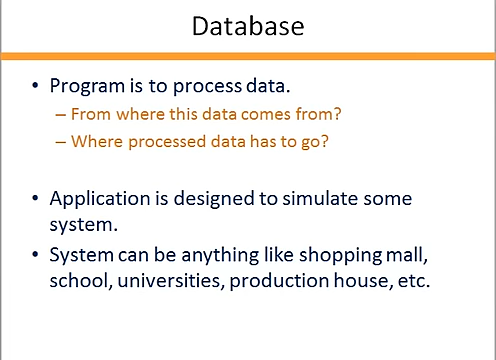 Database
• Program is to process data.
– From where this data comes from?
– Where processed data has to go?
• Application is designed to simulate some
system.
• System can be anything like shopping mall,
school, universities, production house, etc.